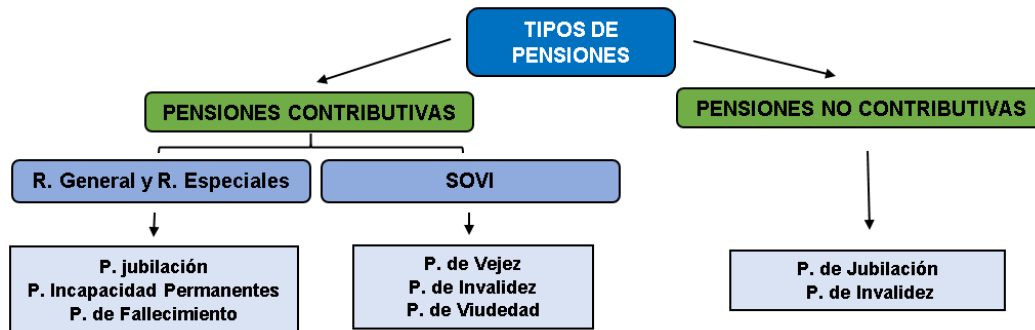 TIPOS DE
PENSIONES
PENSIONES CONTRIBUTIVAS
PENSIONES NO CONTRIBUTIVAS
R. General y R. Especiales
SOVI
P. jubilación
P. Incapacidad Permanentes
P. de Fallecimiento
P. de Vejez
P. de Invalidez
P. de Viudedad
P. de Jubilación
P. de Invalidez